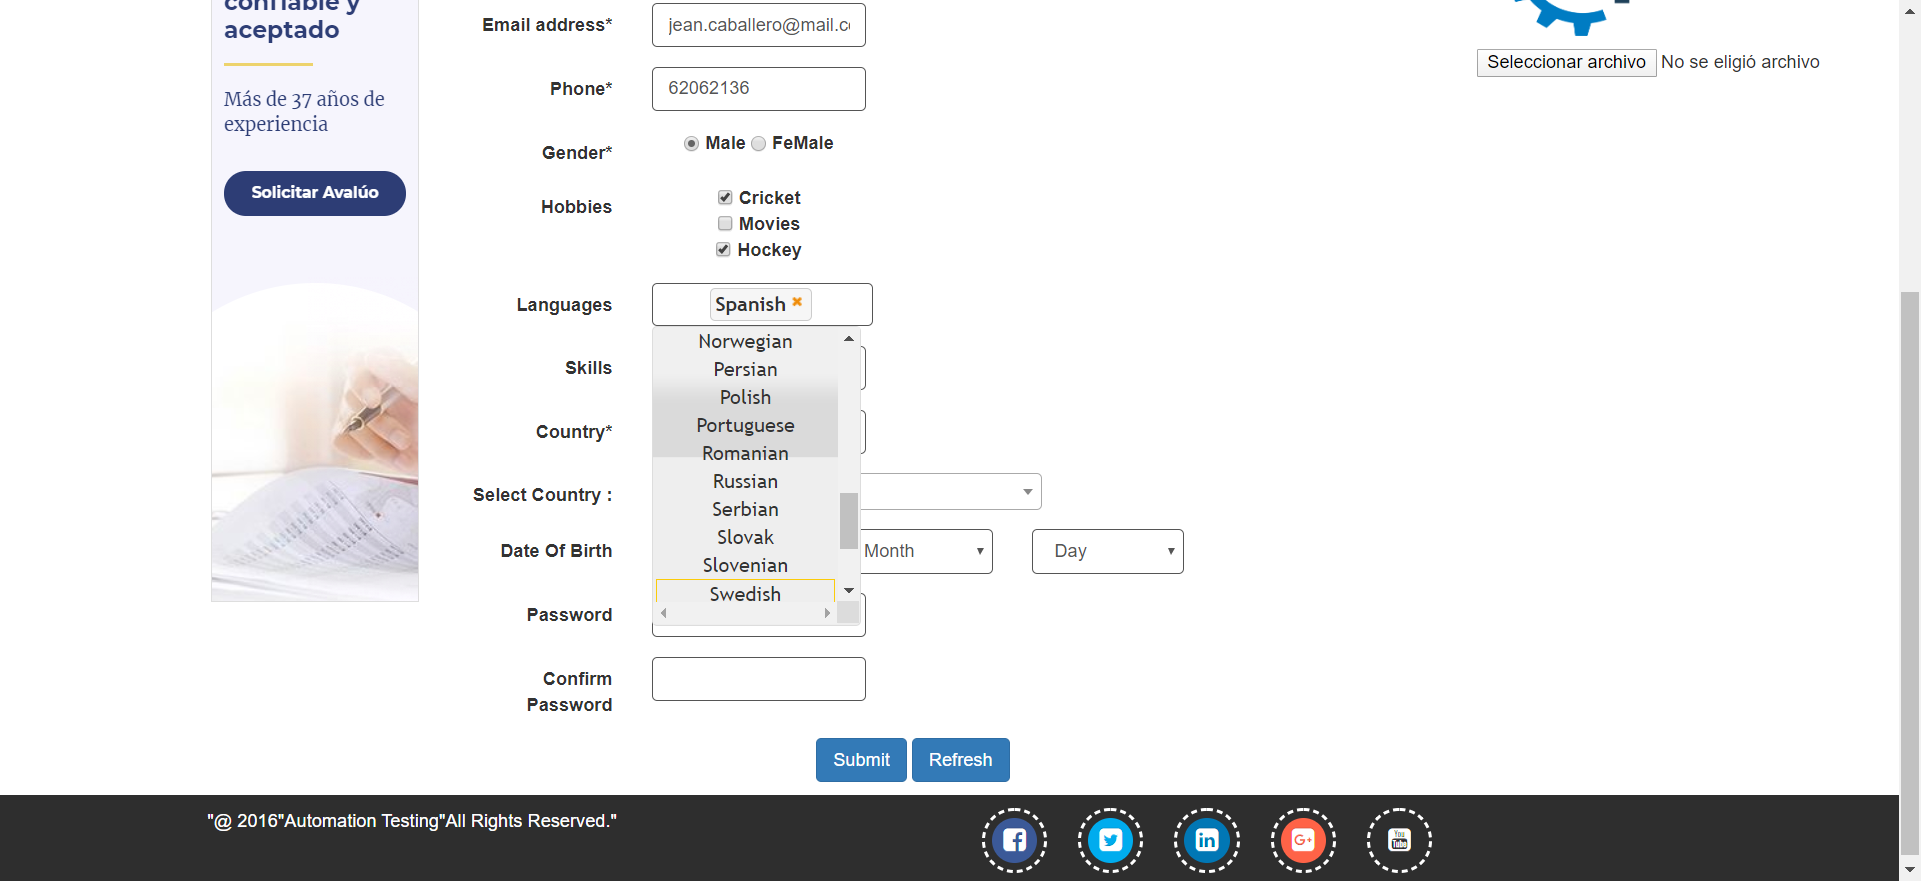 confiable y
aceptado
Más de 37 años de
experiencia
Solicitar Avalúo
Email address*
jean.caballero@mail.c
Phone*
62062136
Gender*
Male
FeMale
Hobbies
Cricket
Movies
Hockey
Languages
Spanish
Norwegian
Persian
Polish
Portuguese
Romanian
Russian
Serbian
Slovak
Slovenian
Swedish
Skills
Country*
Select Country :
Date Of Birth
Month
Day
Password
Confirm
Password
Submit
Refresh
Seleccionar archivo
No se eligió archivo
"@ 2016"Automation Testing"All Rights Reserved."
f
in
G+
You
Tube